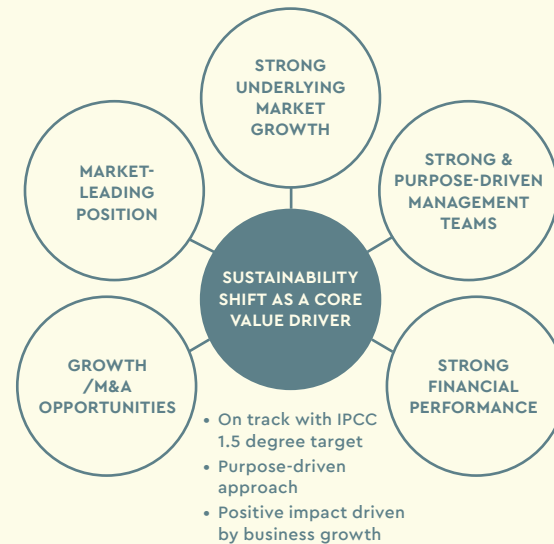 STRONG
UNDERLYING
MARKET
GROWTH
MARKET-
LEADING
POSITION
STRONG &
PURPOSE-DRIVEN
MANAGEMENT
TEAMS
SUSTAINABILITY
SHIFT AS A CORE
VALUE DRIVER
GROWTH
/M&A
OPPORTUNITIES
STRONG
FINANCIAL
PERFORMANCE
• On track with IPCC
1.5 degree target
• Purpose-driven
approach
• Positive impact driven
by business growth